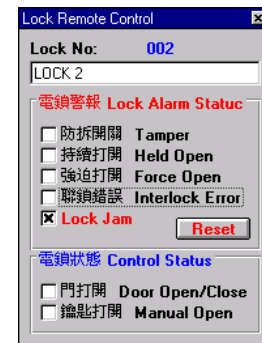 Lock Remote Control
Lock No: 002
LOCK 2
電鎖警報 Lock Alarm Statuc
防拆開關 Tamper
持續打開 Held Open
強迫打開 Force Open
聯鎖錯誤 Interlock Error
Lock Jam
Reset
電鎖狀態 Control Status
門打開 Door Open/Close
鑰匙打開 Manual Open